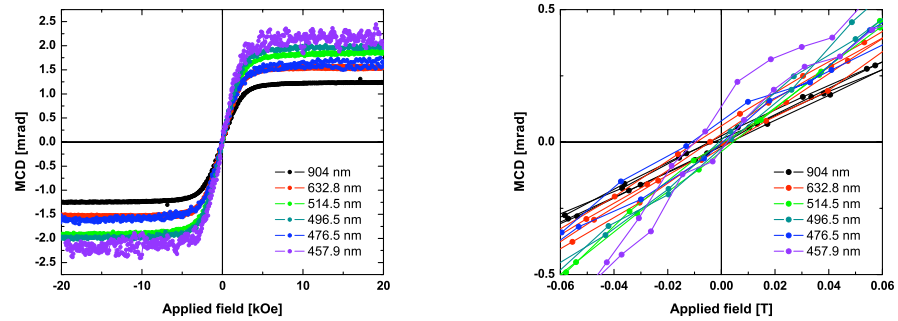 2.5
2.0
1.5
1.0
0.5
0.0
-0.5
-1.0
-1.5
-2.0
-2.5
MCD [mrad]
904 nm
632.8 nm
514.5 nm
496.5 nm
476.5 nm
457.9 nm
-20 -10 0 10 20
Applied field [kOe]
0.5
0.0
-0.5
MCD [mrad]
904 nm
632.8 nm
514.5 nm
496.5 nm
476.5 nm
457.9 nm
-0.06 -0.04 -0.02 0.00 0.02 0.04 0.06
Applied field [T]